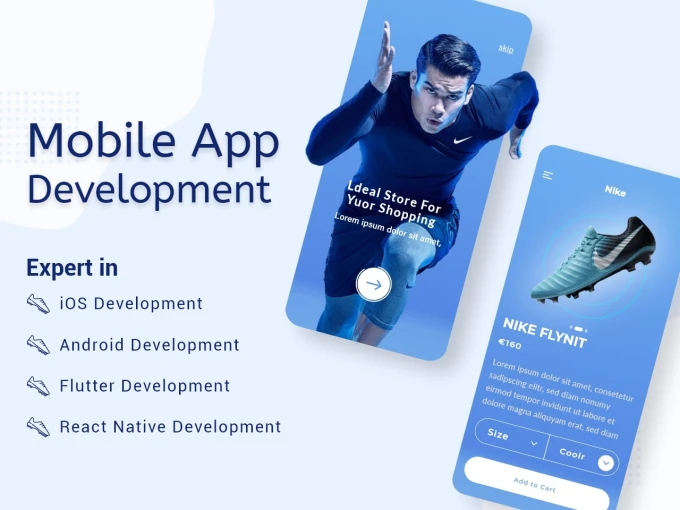 Mobile App
Development
Expert in
iOS Development
Android Development
Flutter Development
React Native Development
skip
Ldeal Store For
Yuor Shopping
Lorem ipsum dolor sit amet,
Nike
NIKE FLYNIT
€160
Lorem ipsum dolor sit amet, consetetur
sadipscing elitr, sed diam nonumy
eirmod tempor invidunt ut labore et
dolore magna aliquyam erat, sed diam
Size
Coolr
Add to Cart